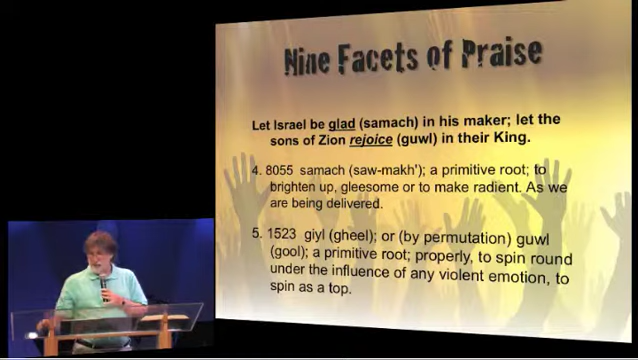 Nine Facets of Praise
Let Israel be glad (samach) in his maker; let the
sons of Zion rejoice (guwl) in their King.
4. 8055 samach (saw-makh'); a primitive root; to
brighten up, gleesome or to make radient. As we
are being delivered.
5. 1523 giyl (gheel); or (by permutation) guwl
(gool); a primitive root; properly, to spin round
under the influence of any violent emotion, to
spin as a top.